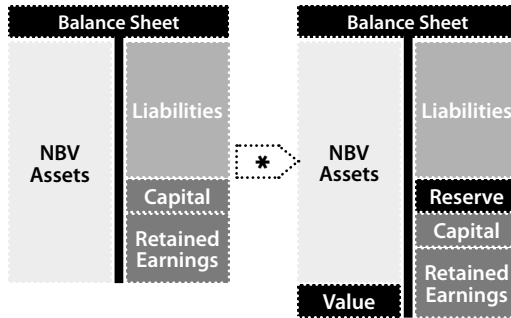 Balance Sheet
NBV
Assets
Liabilities
Capital
Retained
Earnings
*
Balance Sheet
NBV
Assets
Value
Liabilities
Reserve
Capital
Retained
Earnings